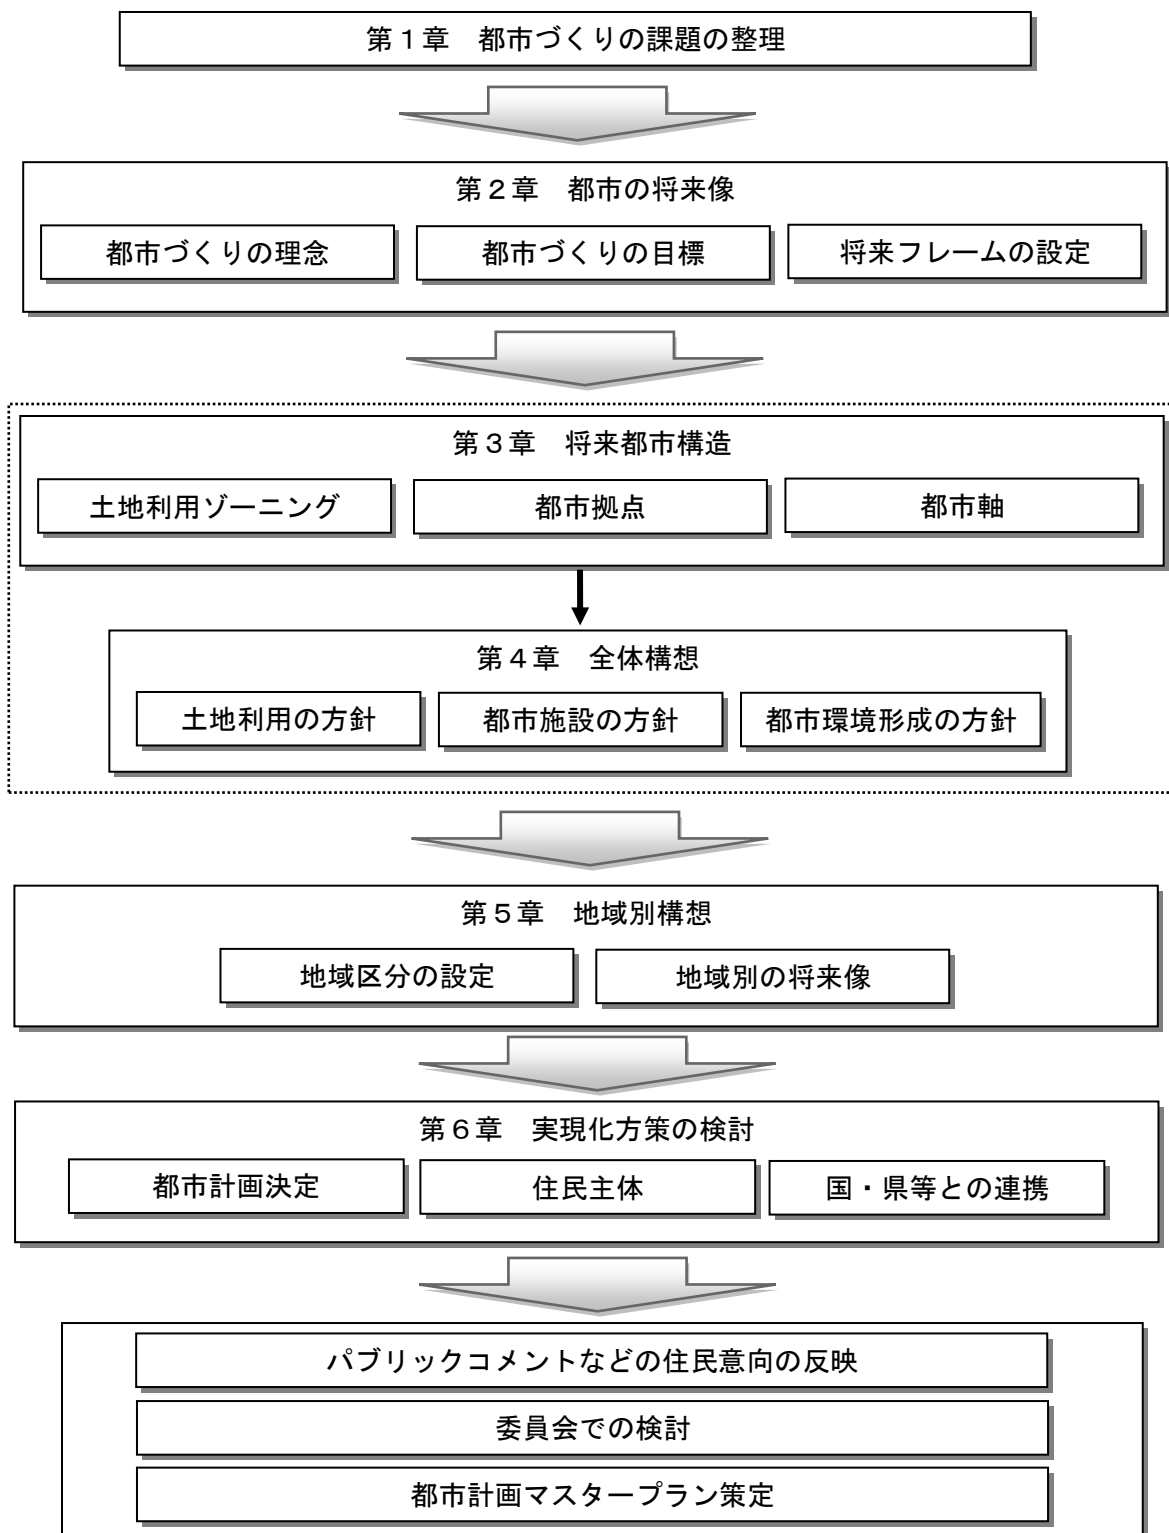 第１章　都市づくりの課題の整理
第２章　都市の将来像
都市づくりの理念
都市づくりの目標
将来フレームの設定
第３章　将来都市構造
土地利用ゾーニング
都市拠点
都市軸
第４章　全体構想
土地利用の方針
都市施設の方針
都市環境形成の方針
第５章　地域別構想
地域区分の設定
地域別の将来像
第６章　実現化方策の検討
都市計画決定
住民主体
国・県等との連携
パブリックコメントなどの住民意向の反映
委員会での検討
都市計画マスタープラン策定